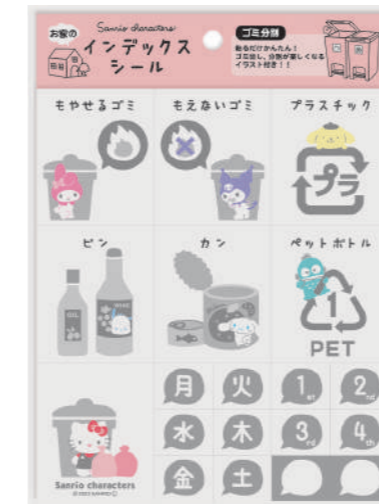 お家の
Sanrio characters
インデックス
シール
ゴミ分別
貼るだけかんたん!
ゴミ出し、分別が楽しくなる
イラスト付き!!
もやせるゴミ
もえないゴミ
プラスチック
プラ
ビン
カン
ペットボトル
1
PET
月
火
1st
2nd
水
木
3rd
4th
金
土
Sanrio characters